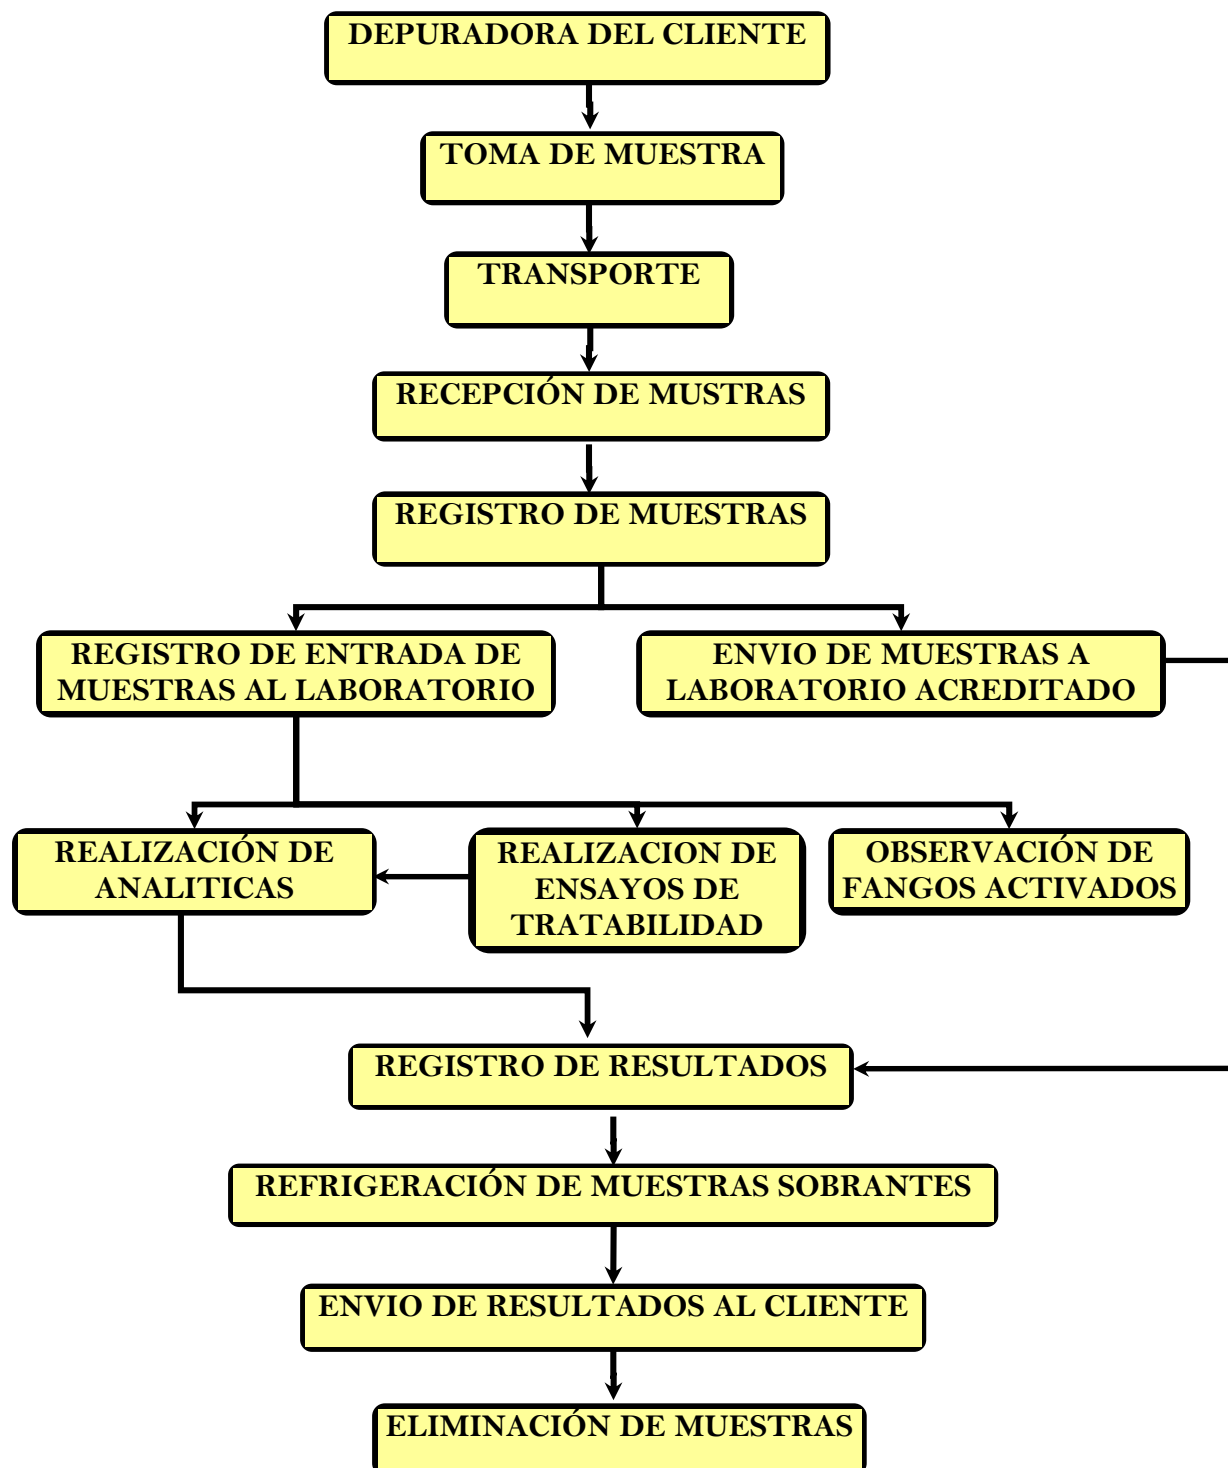 DEPURADORA DEL CLIENTE
TOMA DE MUESTRA
TRANSPORTE
RECEPCIÓN DE MUSTRAS
REGISTRO DE MUESTRAS
REGISTRO DE ENTRADA DE
MUESTRAS AL LABORATORIO
ENVIO DE MUESTRAS A
LABORATORIO ACREDITADO
REALIZACIÓN DE
ANALITICAS
REALIZACION DE
ENSAYOS DE
TRATABILIDAD
OBSERVACIÓN DE
FANGOS ACTIVADOS
REGISTRO DE RESULTADOS
REFRIGERACIÓN DE MUESTRAS SOBRANTES
ENVIO DE RESULTADOS AL CLIENTE
ELIMINACIÓN DE MUESTRAS